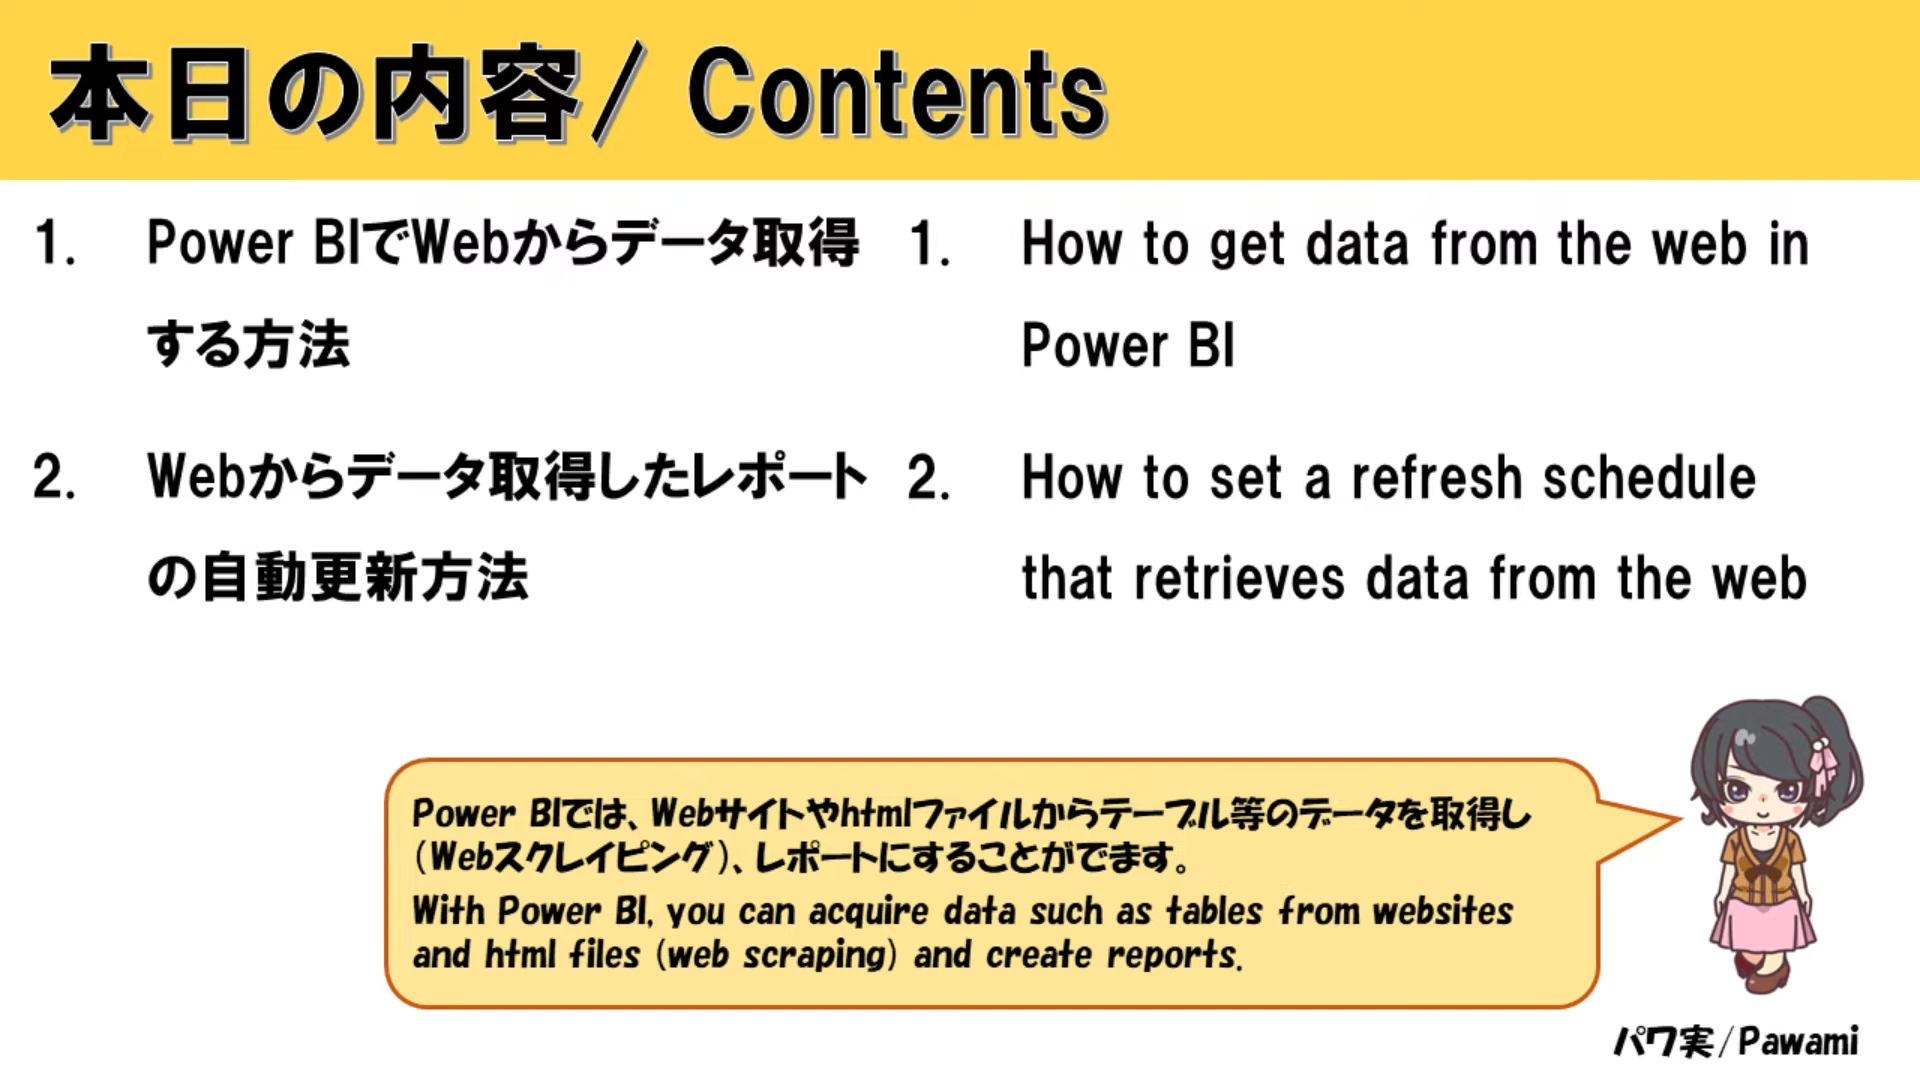 本日の内容/ Contents
1. Power BIでWebからデータ取得
する方法
2. Webからデータ取得したレポート
の自動更新方法
1. How to get data from the web in
Power BI
2. How to set a refresh schedule
that retrieves data from the web
Power BIでは、Webサイトやhtmlファイルからテーブル等のデータを取得し
(Webスクレイピング)、レポートにすることがでます。
With Power BI, you can acquire data such as tables from websites
and html files (web scraping) and create reports.
パワ実/Pawami